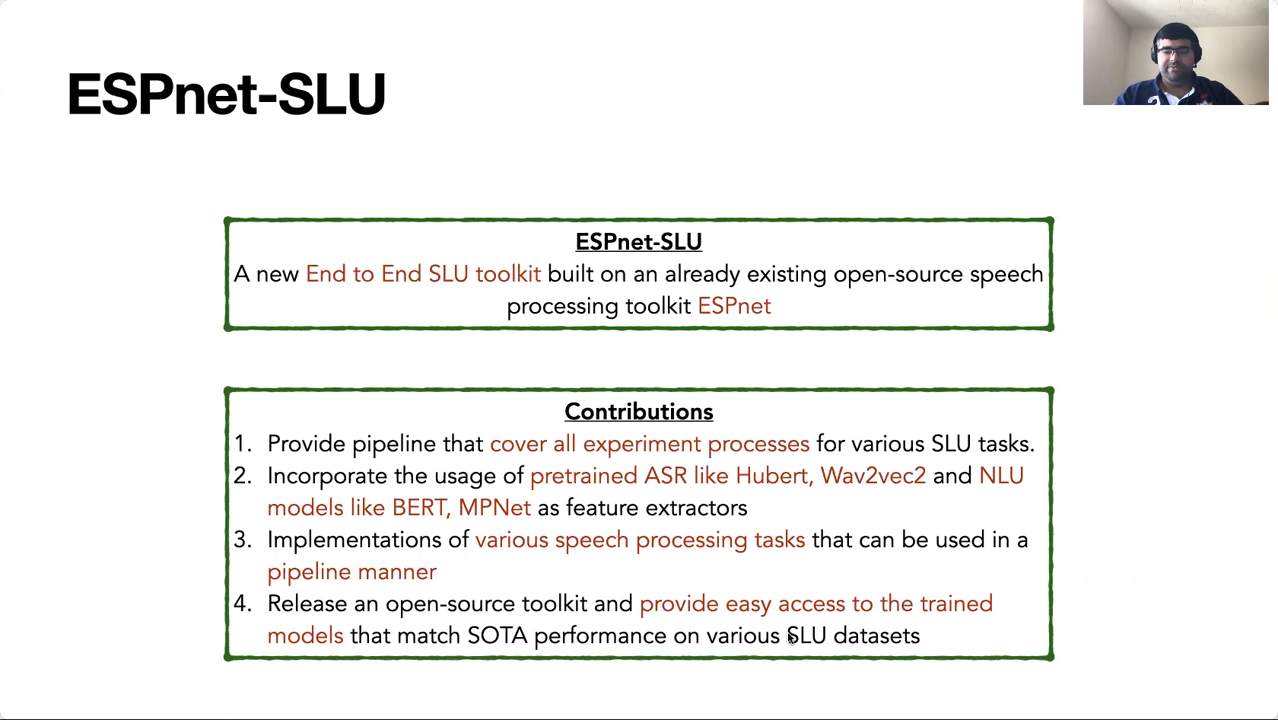 ESPnet-SLU
ESPnet-SLU
A new End to End SLU toolkit built on an already existing open-source speech
processing toolkit ESPnet
Contributions
1. Provide pipeline that cover all experiment processes for various SLU tasks.
2. Incorporate the usage of pretrained ASR like Hubert, Wav2vec2 and NLU
models like BERT, MPNet as feature extractors
3. Implementations of various speech processing tasks that can be used in a
pipeline manner
4. Release an open-source toolkit and provide easy access to the trained
models that match SOTA performance on various SLU datasets